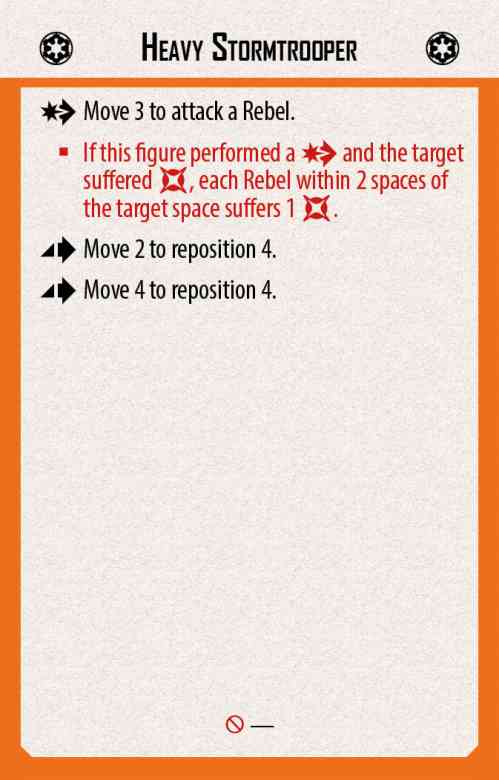 Heavy Stormtrooper
Move 3 to attack a Rebel.
If this figure performed a and the target
suffered , each Rebel within 2 spaces of
the target space suffers 1 .
Move 2 to reposition 4.
Move 4 to reposition 4.
—